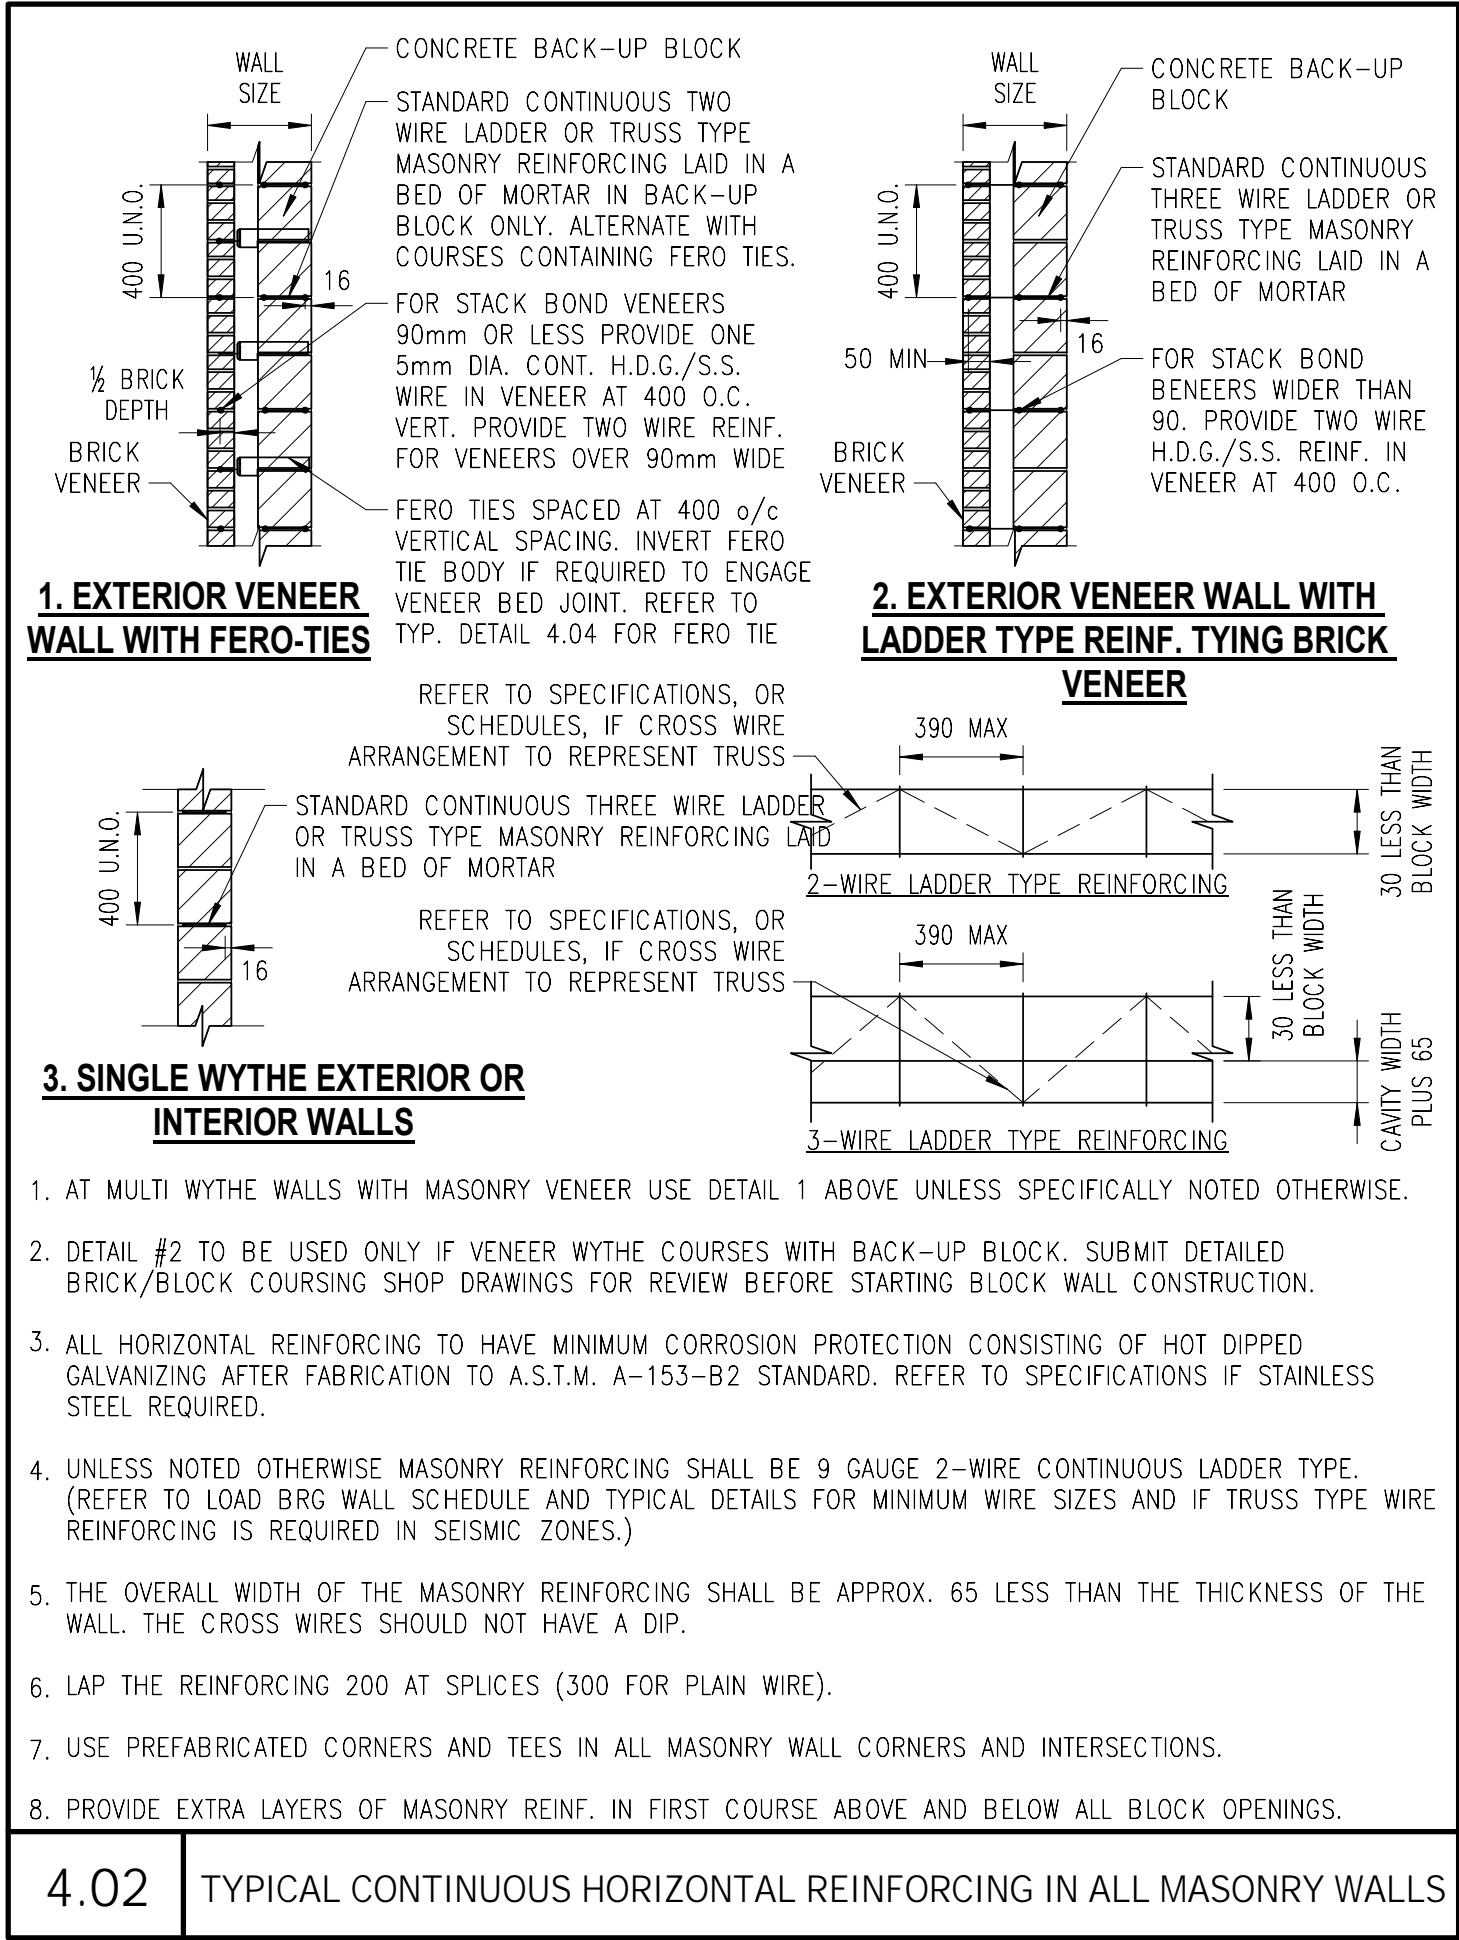 WALL
SIZE
CONCRETE BACK-UP BLOCK
STANDARD CONTINUOUS TWO
WIRE LADDER OR TRUSS TYPE
MASONRY REINFORCING LAID IN A
BED OF MORTAR IN BACK-UP
BLOCK ONLY. ALTERNATE WITH
COURSES CONTAINING FERO TIES.
400 U.N.O.
16
FOR STACK BOND VENEERS
90mm OR LESS PROVIDE ONE
5mm DIA. CONT. H.D.G./S.S.
WIRE IN VENEER AT 400 O.C.
VERT. PROVIDE TWO WIRE REINF.
FOR VENEERS OVER 90mm WIDE
½ BRICK
DEPTH
BRICK
VENEER
FERO TIES SPACED AT 400 o/c
VERTICAL SPACING. INVERT FERO
TIE BODY IF REQUIRED TO ENGAGE
VENEER BED JOINT. REFER TO
TYP. DETAIL 4.04 FOR FERO TIE
1. EXTERIOR VENEER
WALL WITH FERO-TIES
WALL
SIZE
CONCRETE BACK-UP
BLOCK
STANDARD CONTINUOUS
THREE WIRE LADDER OR
TRUSS TYPE MASONRY
REINFORCING LAID IN A
BED OF MORTAR
400 U.N.O.
16
50 MIN
FOR STACK BOND
BENEERS WIDER THAN
90. PROVIDE TWO WIRE
H.D.G./S.S. REINF. IN
VENEER AT 400 O.C.
BRICK
VENEER
2. EXTERIOR VENEER WALL WITH
LADDER TYPE REINF. TYING BRICK
VENEER
REFER TO SPECIFICATIONS, OR
SCHEDULES, IF CROSS WIRE
ARRANGEMENT TO REPRESENT TRUSS
390 MAX
30 LESS THAN
BLOCK WIDTH
2-WIRE LADDER TYPE REINFORCING
400 U.N.O.
STANDARD CONTINUOUS THREE WIRE LADDER
OR TRUSS TYPE MASONRY REINFORCING LAID
IN A BED OF MORTAR
16
REFER TO SPECIFICATIONS, OR
SCHEDULES, IF CROSS WIRE
ARRANGEMENT TO REPRESENT TRUSS
390 MAX
30 LESS THAN
BLOCK WIDTH
CAVITY WIDTH
PLUS 65
3-WIRE LADDER TYPE REINFORCING
3. SINGLE WYTHE EXTERIOR OR
INTERIOR WALLS
1. AT MULTI WYTHE WALLS WITH MASONRY VENEER USE DETAIL 1 ABOVE UNLESS SPECIFICALLY NOTED OTHERWISE.
2. DETAIL #2 TO BE USED ONLY IF VENEER WYTHE COURSES WITH BACK-UP BLOCK. SUBMIT DETAILED
BRICK/BLOCK COURSING SHOP DRAWINGS FOR REVIEW BEFORE STARTING BLOCK WALL CONSTRUCTION.
3. ALL HORIZONTAL REINFORCING TO HAVE MINIMUM CORROSION PROTECTION CONSISTING OF HOT DIPPED
GALVANIZING AFTER FABRICATION TO A.S.T.M. A-153-B2 STANDARD. REFER TO SPECIFICATIONS IF STAINLESS
STEEL REQUIRED.
4. UNLESS NOTED OTHERWISE MASONRY REINFORCING SHALL BE 9 GAUGE 2-WIRE CONTINUOUS LADDER TYPE.
(REFER TO LOAD BRG WALL SCHEDULE AND TYPICAL DETAILS FOR MINIMUM WIRE SIZES AND IF TRUSS TYPE WIRE
REINFORCING IS REQUIRED IN SEISMIC ZONES.)
5. THE OVERALL WIDTH OF THE MASONRY REINFORCING SHALL BE APPROX. 65 LESS THAN THE THICKNESS OF THE
WALL. THE CROSS WIRES SHOULD NOT HAVE A DIP.
6. LAP THE REINFORCING 200 AT SPLICES (300 FOR PLAIN WIRE).
7. USE PREFABRICATED CORNERS AND TEES IN ALL MASONRY WALL CORNERS AND INTERSECTIONS.
8. PROVIDE EXTRA LAYERS OF MASONRY REINF. IN FIRST COURSE ABOVE AND BELOW ALL BLOCK OPENINGS.
4.02
TYPICAL CONTINUOUS HORIZONTAL REINFORCING IN ALL MASONRY WALLS